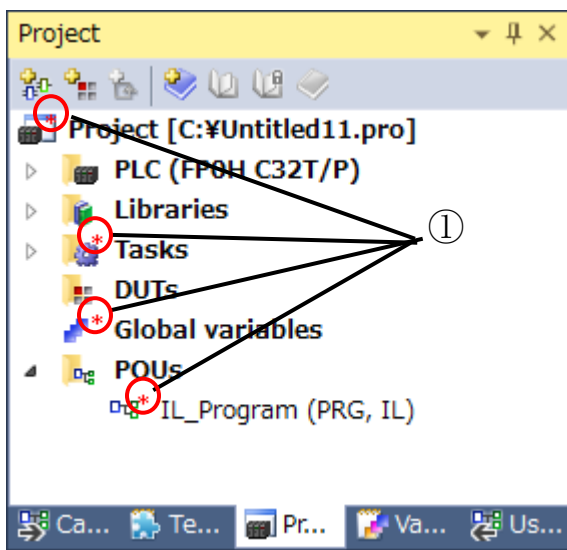 Project
Project [C:¥Untitled11.pro]
PLC (FP0H C32T/P)
Libraries
①
Tasks
DUTs
Global variables
POUs
IL_Program (PRG, IL)
Ca... Te... Pr... Va... Us...